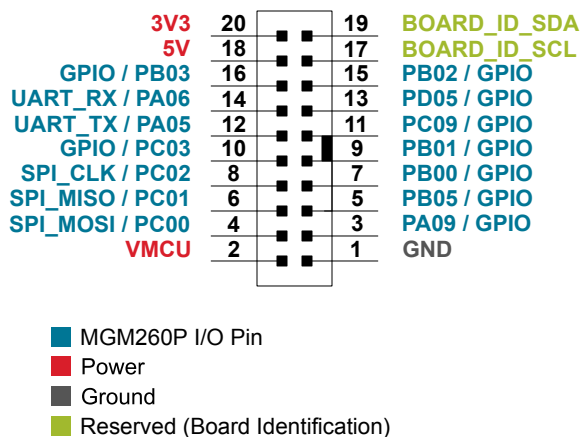 3V3 20 19 BOARD_ID_SDA
5V 18 17 BOARD_ID_SCL
GPIO / PB03 16 15 PB02 / GPIO
UART_RX / PA06 14 13 PD05 / GPIO
UART_TX / PA05 12 11 PC09 / GPIO
GPIO / PC03 10 9 PB01 / GPIO
SPI_CLK / PC02 8 7 PB00 / GPIO
SPI_MISO / PC01 6 5 PB05 / GPIO
SPI_MOSI / PC00 4 3 PA09 / GPIO
VMCU 2 1 GND
MGM260P I/O Pin
Power
Ground
Reserved (Board Identification)